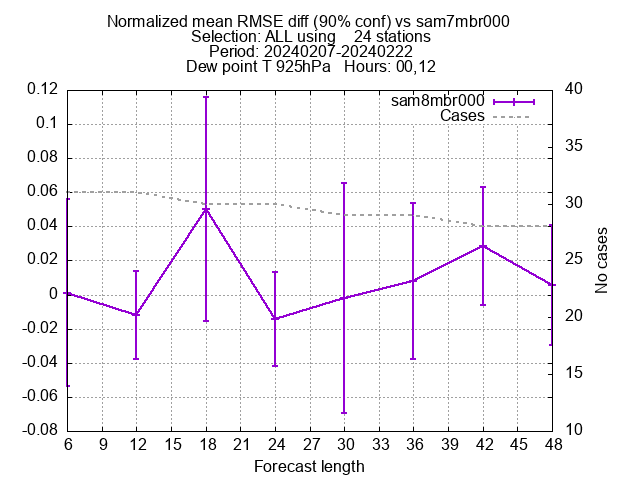 Normalized mean RMSE diff (90% conf) vs sam7mbr000
Selection: ALL using    24 stations
Period: 20240207-20240222
Dew point T 925hPa   Hours: 00,12
sam8mbr000
Cases
0.12
0.1
0.08
0.06
0.04
0.02
0
-0.02
-0.04
-0.06
-0.08
40
35
30
25
20
15
10
No cases
6 9 12 15 18 21 24 27 30 33 36 39 42 45 48
Forecast length